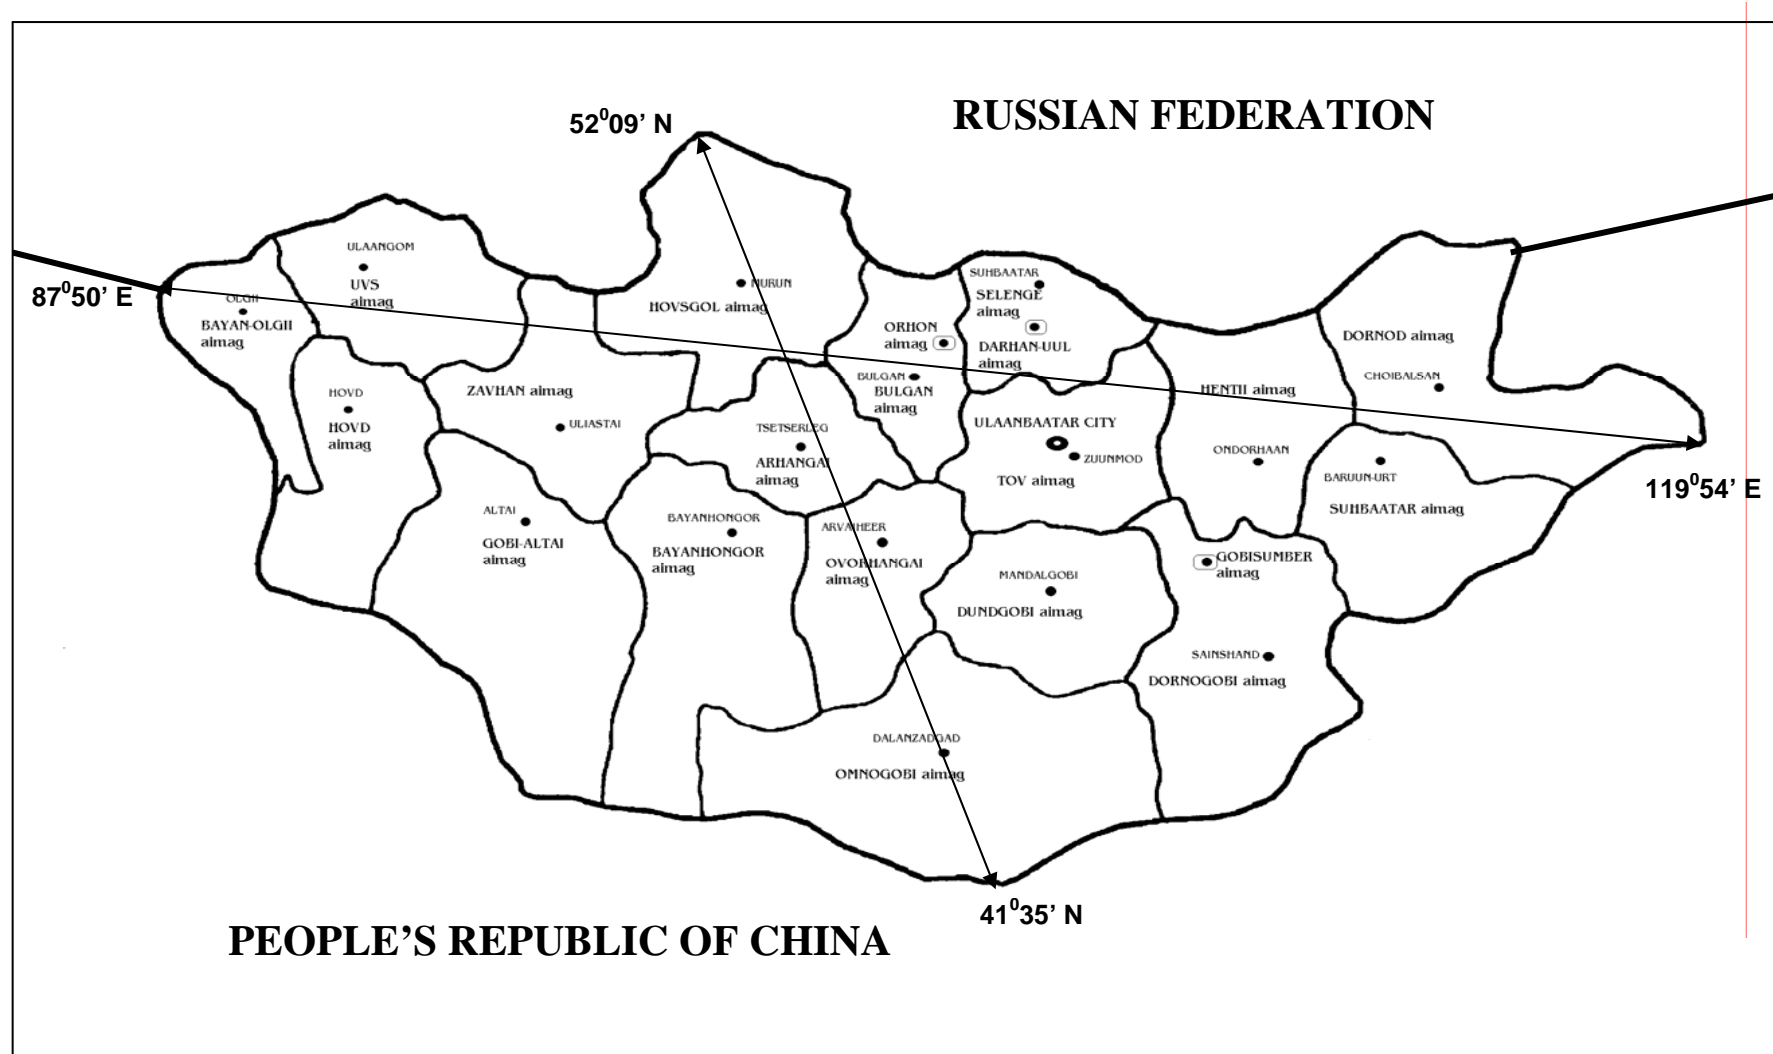 RUSSIAN FEDERATION
52⁰09’ N
87⁰50’ E
ULAANGOM
UVS
aimag
OLGII
BAYAN-OLGII
aimag
HOVD
HOVD
aimag
ZAVHAN aimag
ULIASTAI
MURUN
HOVSGOL aimag
ORHON
aimag
BULGAN
BULGAN
aimag
SUHBAATAR
SELENGE
aimag
DARHAN-UUL
aimag
HENTII aimag
ONDORHAAN
DORNOD aimag
CHOIBALSAN
TSETSERLEG
ARHANGAI
aimag
ULAANBAATAR CITY
ZUUNMOD
TOV aimag
BARUUN-URT
SUHBAATAR aimag
119⁰54’ E
ALTAI
GOBI-ALTAI
aimag
BAYANHONGOR
BAYANHONGOR
aimag
ARVAIHEER
OVORHANGAI
aimag
MANDALGOBI
DUNDGOBI aimag
GOBISUMBER
aimag
SAINSHAND
DORNOGOBI aimag
DALANZADGAD
OMNOGOBI aimag
41⁰35’ N
PEOPLE’S REPUBLIC OF CHINA